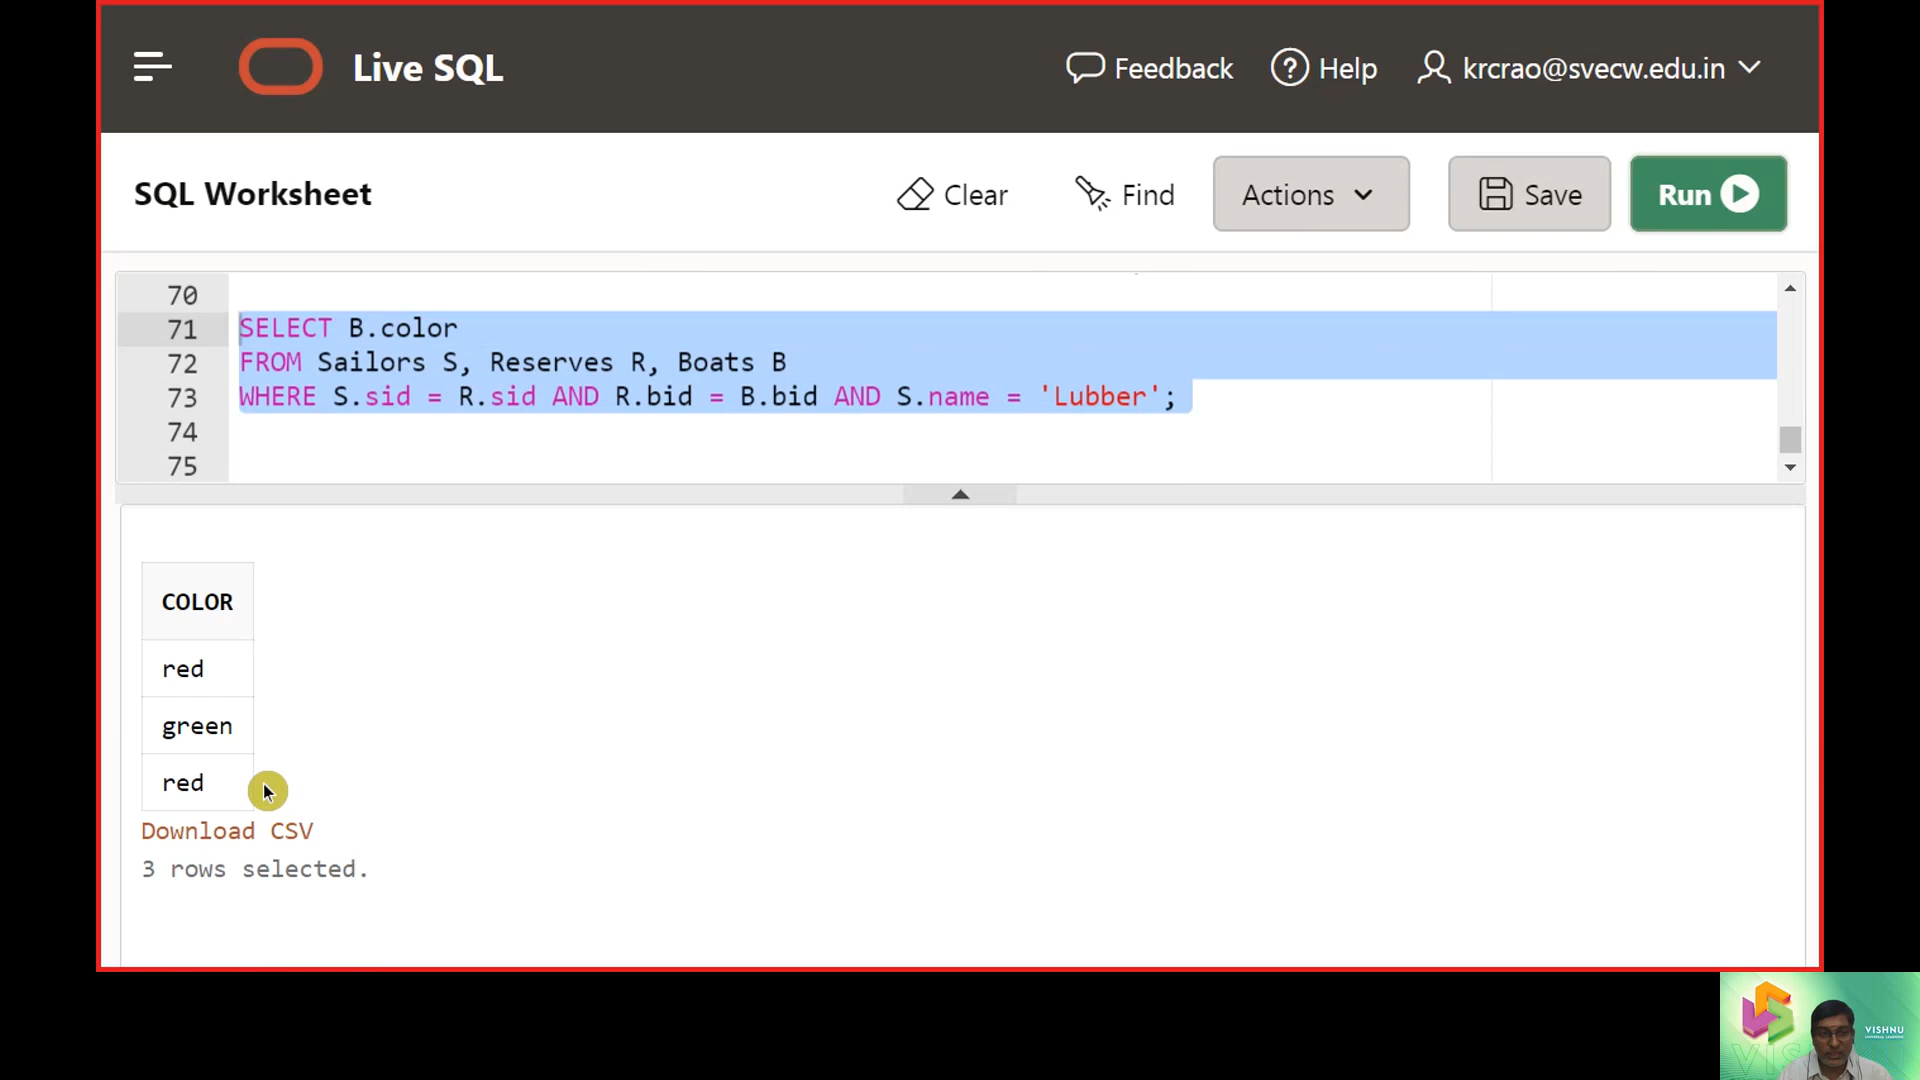 Live SQL
Feedback
Help
krcrao@svecw.edu.in
SQL Worksheet
Clear
Find
Actions
Save
Run
70
71 SELECT B.color
72 FROM Sailors S, Reserves R, Boats B
73 WHERE S.sid = R.sid AND R.bid = B.bid AND S.name = 'Lubber';
74
75
COLOR
red
green
red
Download CSV
3 rows selected.
VISHNU
UNIVERSAL LEARNING